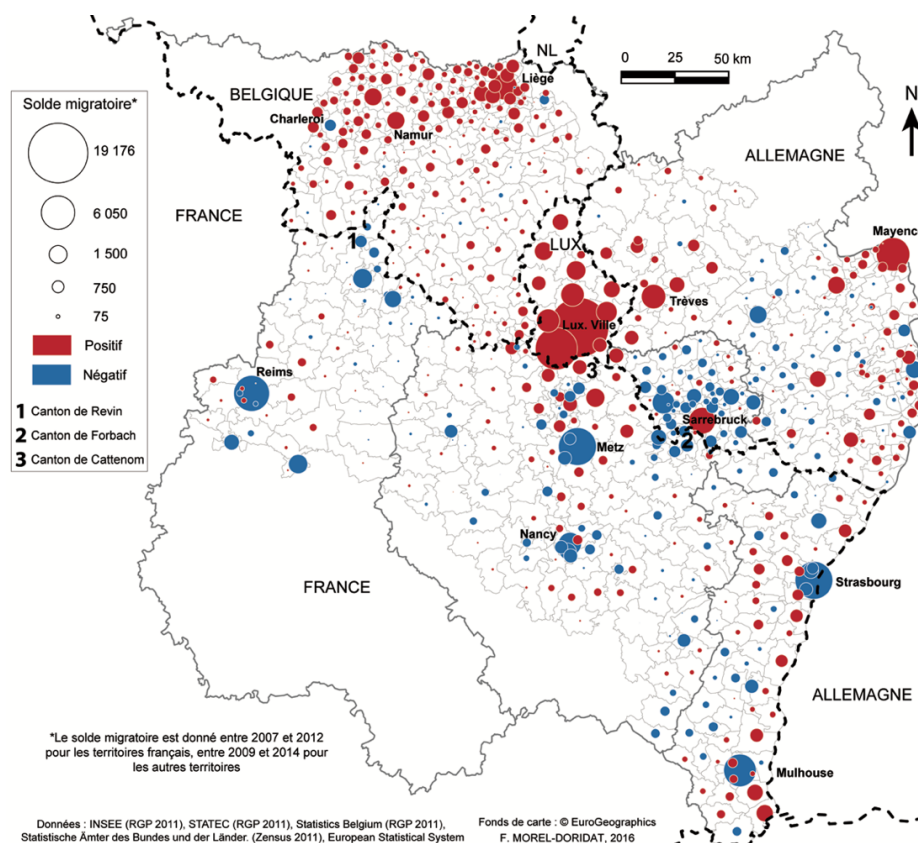 NL
0 25 50 km
Liège
BELGIQUE
Charleroi
Namur
N
ALLEMAGNE
Solde migratoire*
19 176
6 050
1 500
750
75
Positif
Négatif
1 Canton de Revin
2 Canton de Forbach
3 Canton de Cattenom
FRANCE
1
LUX
Mayenc
Trèves
Lux. Ville
3
Reims
Sarrebruck
2
Metz
Nancy
Strasbourg
FRANCE
ALLEMAGNE
*Le solde migratoire est donné entre 2007 et 2012
pour les territoires français, entre 2009 et 2014 pour
les autres territoires
Mulhouse
Données : INSEE (RGP 2011), STATEC (RGP 2011), Statistics Belgium (RGP 2011),
Statistische Ämter des Bundes und der Länder. (Zensus 2011), European Statistical System
Fonds de carte : © EuroGeographics
F. MOREL-DORIDAT, 2016